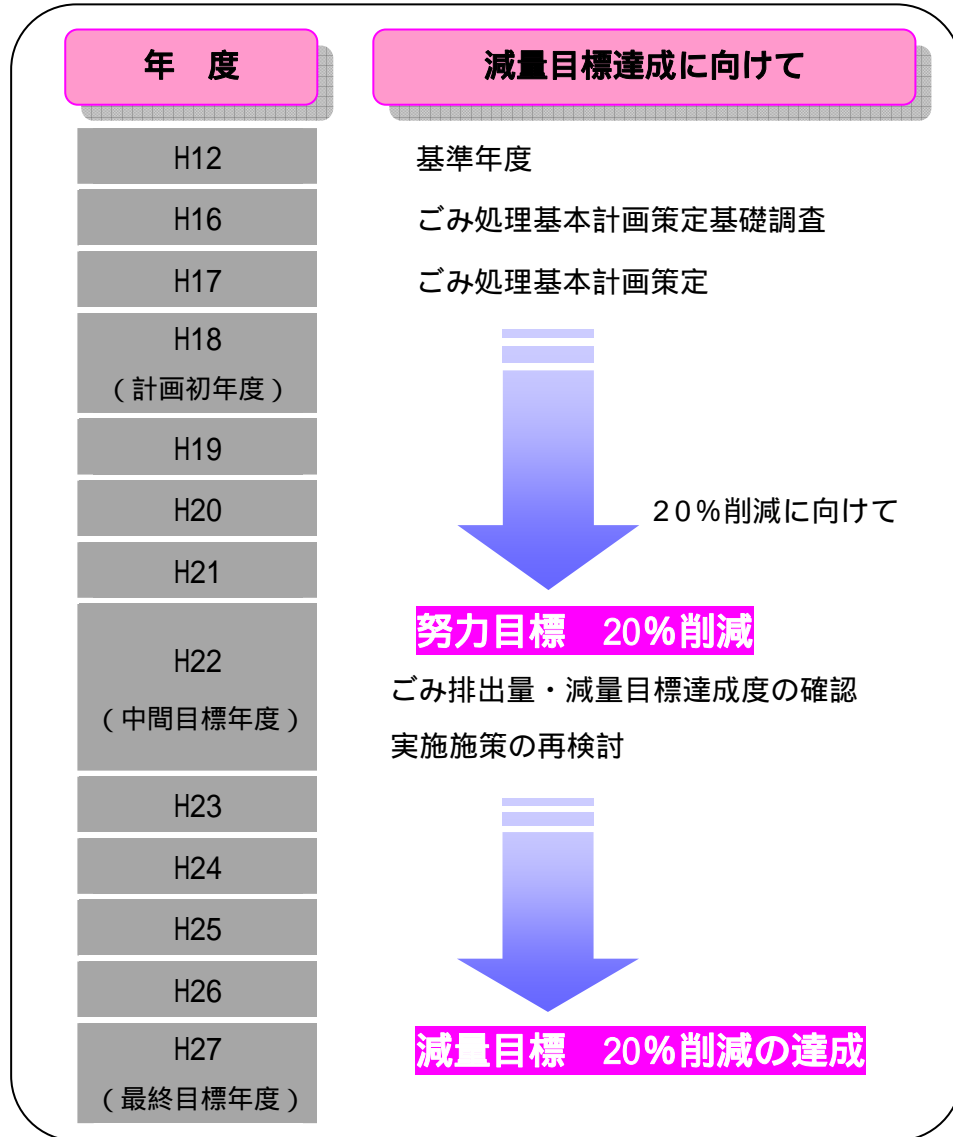 年　度　減量目標達成に向けて
H12　基準年度
H16　ごみ処理基本計画策定基礎調査
H17　ごみ処理基本計画策定
H18
（計画初年度）
H19
H20　20％削減に向けて
H21
努力目標　20％削減
H22
（中間目標年度）
ごみ排出量・減量目標達成度の確認
実施施策の再検討
H23
H24
H25
H26
H27　減量目標　20％削減の達成
（最終目標年度）